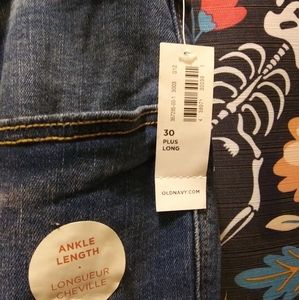 30
PLUS
LONG
OLDNAVY.COM
ANKLE
LENGTH
LONGUEUR
CHEVILLE